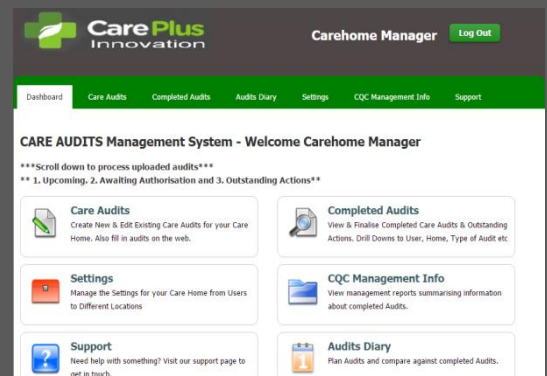 Care Plus
Innovation
Carehome Manager
Log Out
Dashboard Care Audits Completed Audits Audits Diary Settings CQC Management Info Support
CARE AUDITS Management System - Welcome Carehome Manager
***Scroll down to process uploaded audits***
** 1. Upcoming. 2. Awaiting Authorisation and 3. Outstanding Actions**
Care Audits
Create New & Edit Existing Care Audits for your Care
Home. Also fill in audits on the web.
Completed Audits
View & Finalise Completed Care Audits & Outstanding
Actions. Drill Downs to User, Home, Type of Audit etc
Settings
Manage the Settings for your Care Home from Users
to Different Locations
CQC Management Info
View management reports summarising information
about completed Audits.
Support
Need help with something? Visit our support page to
get in touch.
Audits Diary
Plan Audits and compare against completed Audits.